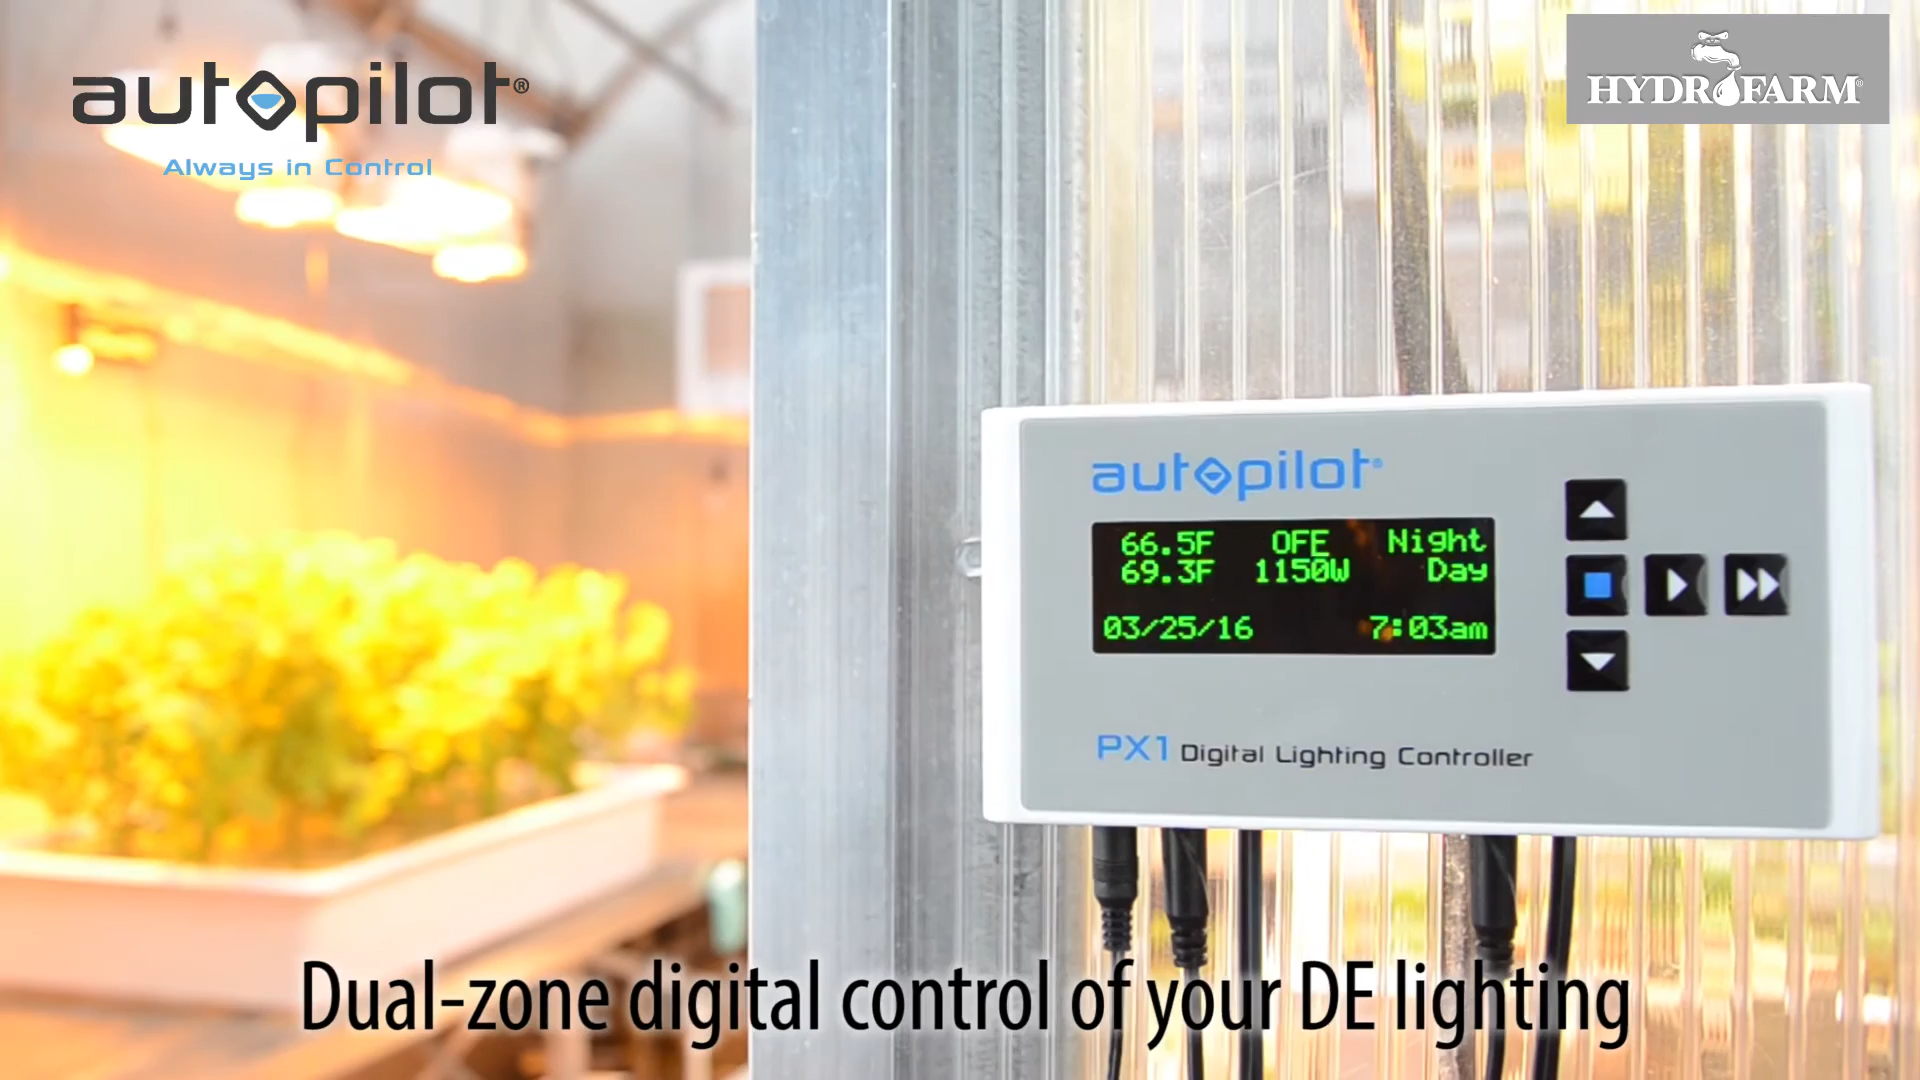 autopilot®
Always in Control
HYDROFARM®
autopilot®
66.5F OFF Night
69.3F 1150W Day
03/25/16 7:03am
PX1 Digital Lighting Controller
Dual-zone digital control of your DE lighting